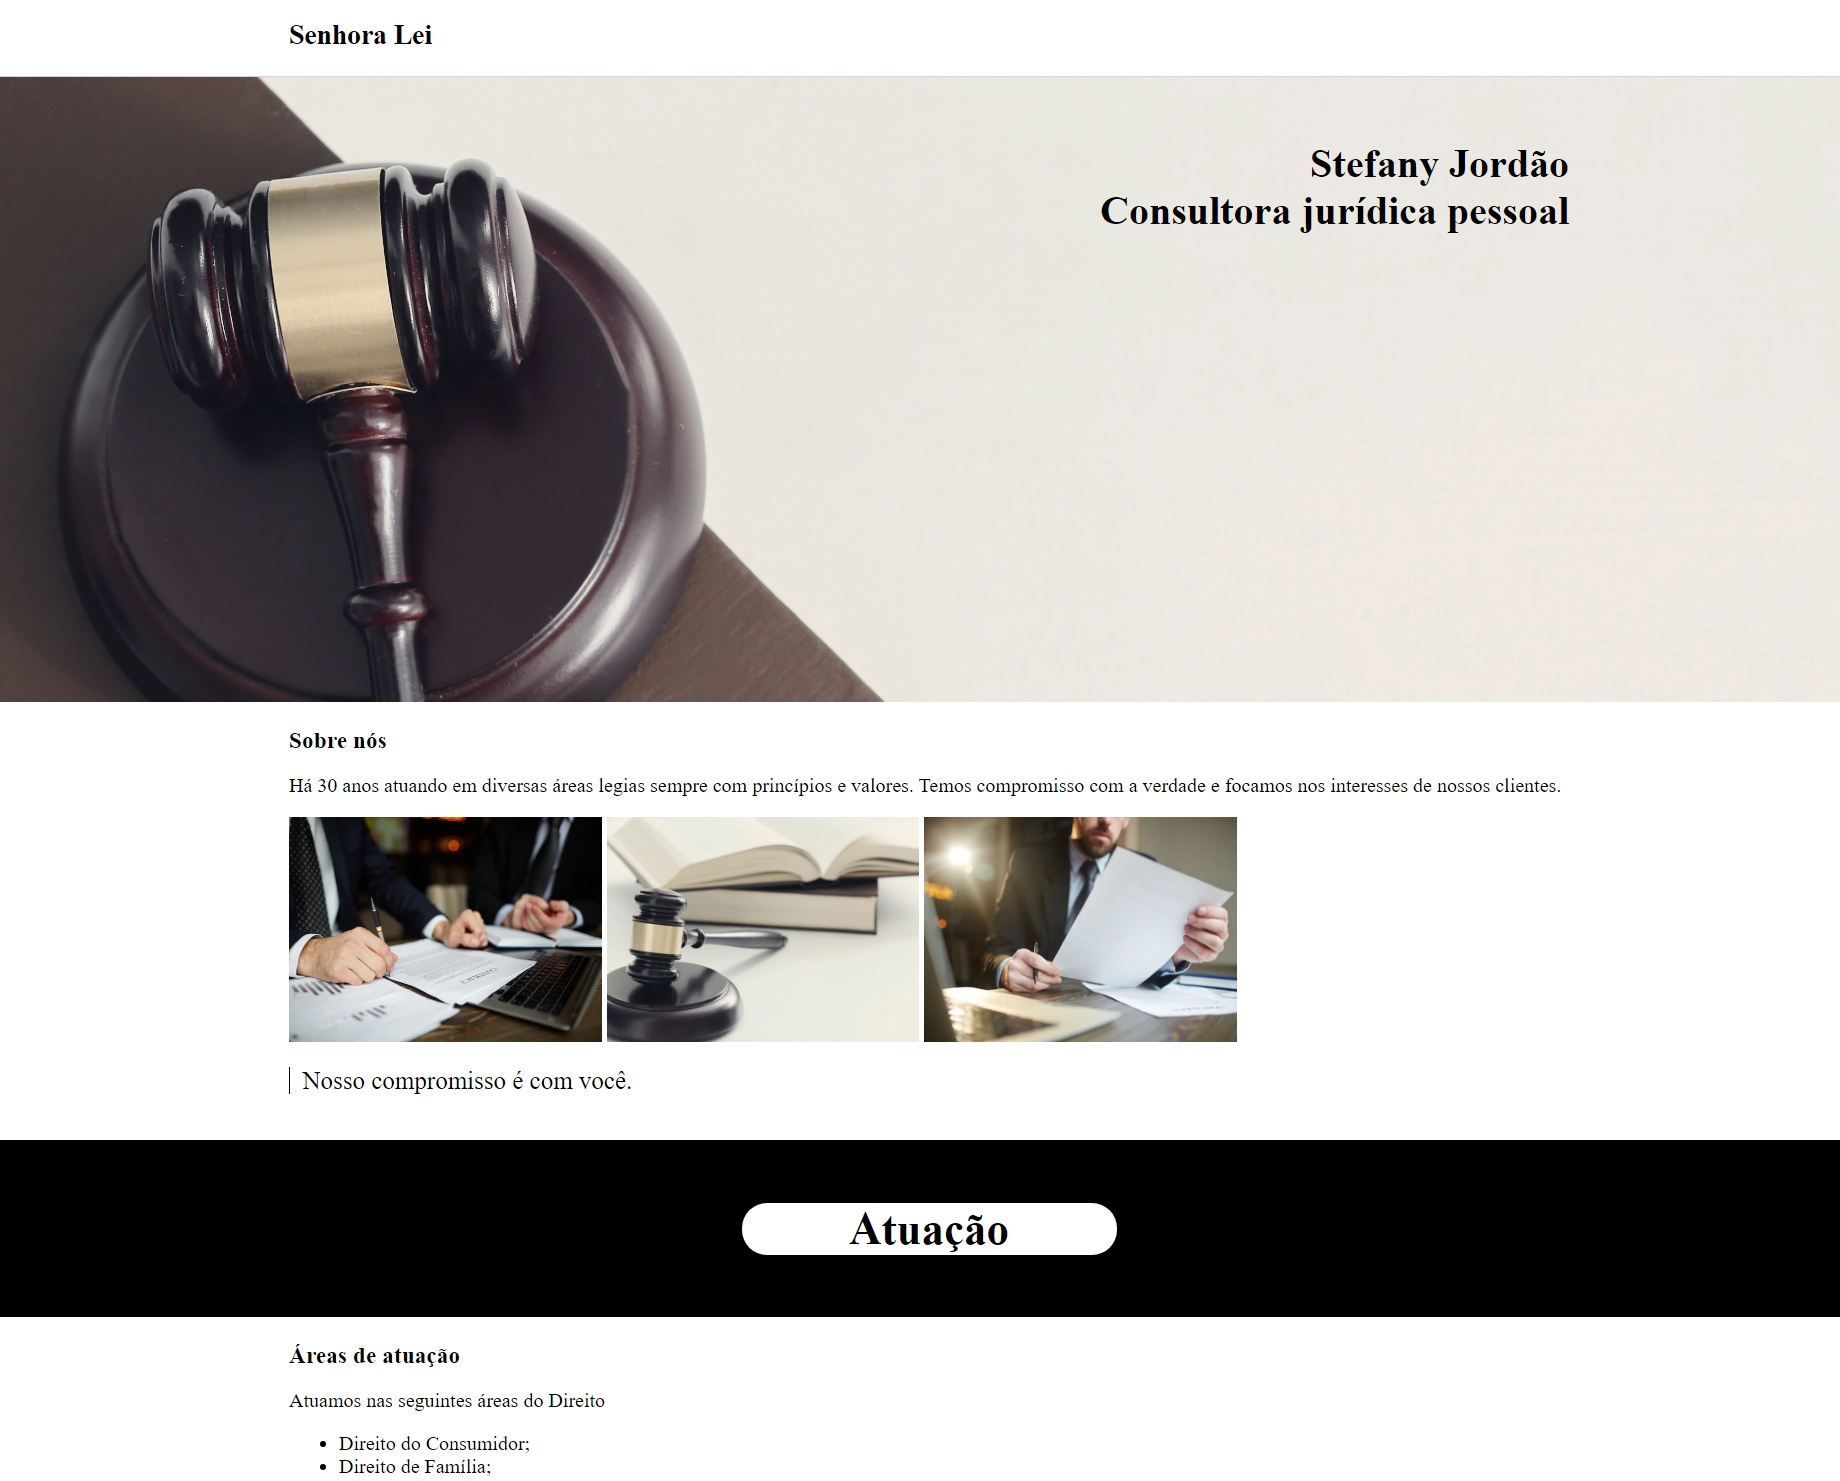 Senhora Lei
Stefany Jordão
Consultora jurídica pessoal
Sobre nós
Há 30 anos atuando em diversas áreas legias sempre com princípios e valores. Temos compromisso com a verdade e focamos nos interesses de nossos clientes.
Nosso compromisso é com você.
Atuação
Áreas de atuação
Atuamos nas seguintes áreas do Direito
• Direito do Consumidor;
• Direito de Família;